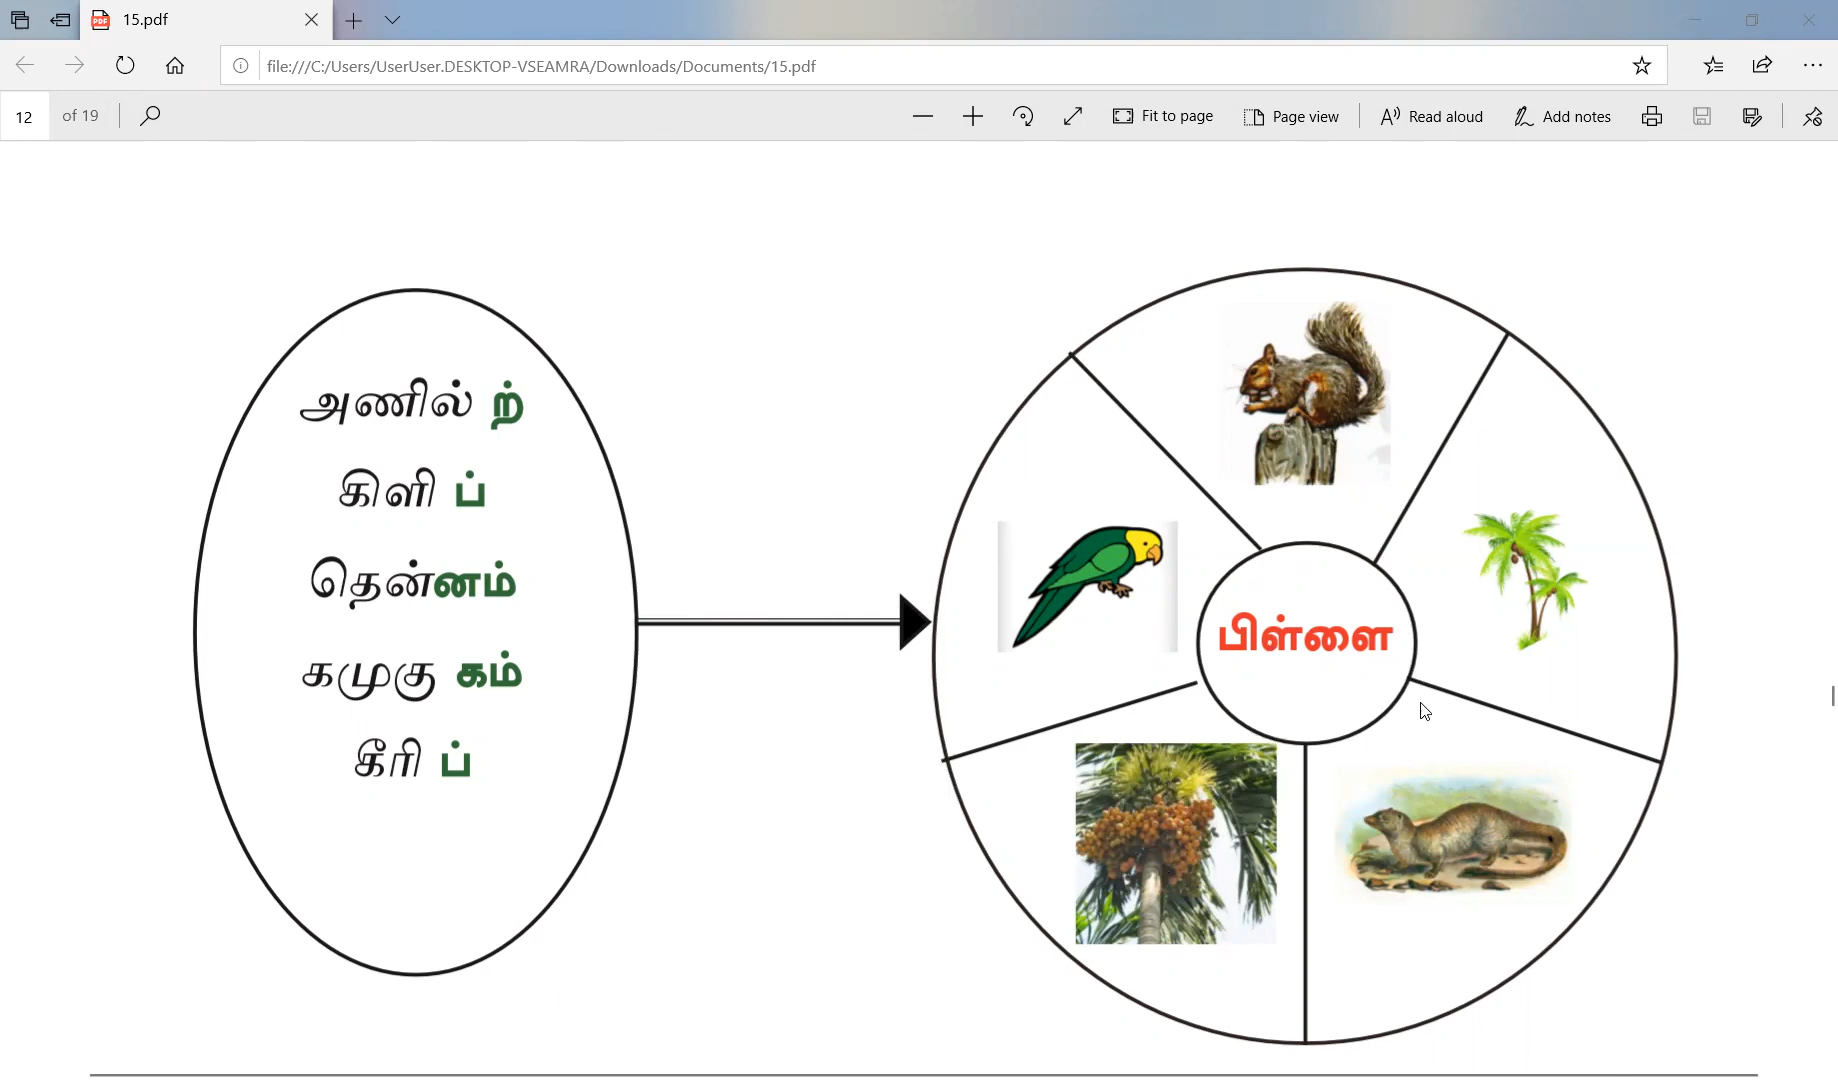 15.pdf
file:///C:/Users/UserUser.DESKTOP-VSEAMRA/Downloads/Documents/15.pdf
12 of 19 Fit to page Page view Read aloud Add notes
அணில் ற்
கிளி ப்
தென்னம்
கமுகு கம்
கீரி ப்
பிள்ளை